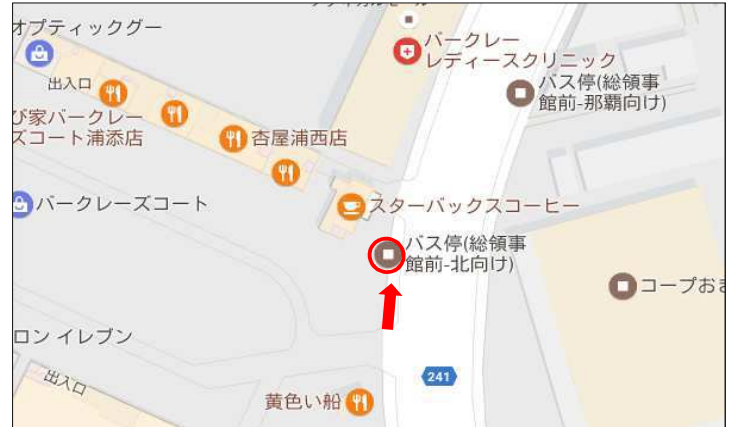 オプティックグー
バークレー
レディースクリニック
出入口
バス停(総領事
館前-那覇向け)
び家バークレー
ズコート浦添店
杏屋浦西店
バークレーズコート
スターバックスコーヒー
バス停(総領事
館前-北向け)
コープおき
ロン イレブン
241
出入口
黄色い船